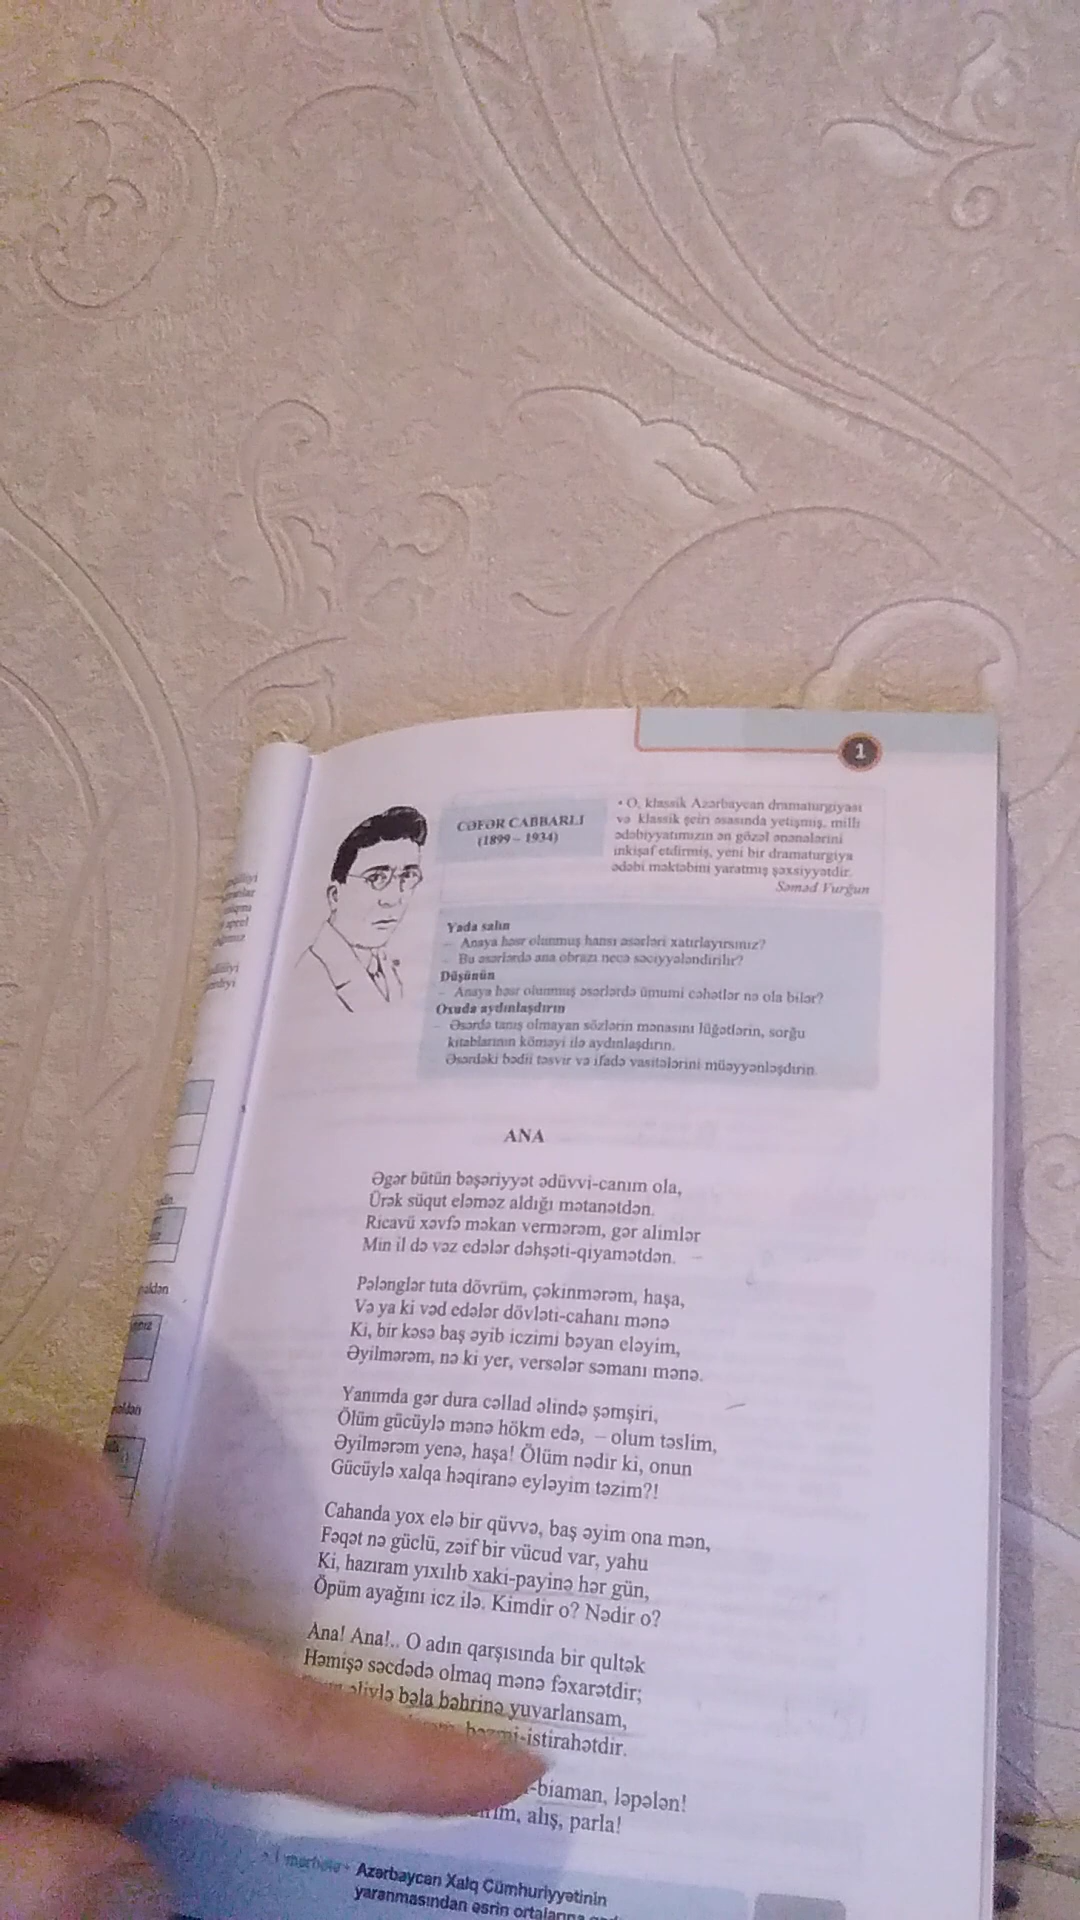 1
CƏFƏR CABBARLI
(1899 – 1934)
• O, klassik Azərbaycan dramaturgiyası
və klassik şeiri əsasında yetişmiş, milli
ədəbiyyatımızın ən gözəl ənənələrini
inkişaf etdirmiş, yeni bir dramaturgiya
ədəbi məktəbini yaratmış şəxsiyyətdir.
Səməd Vurğun
Yada salın
– Anaya həsr olunmuş hansı əsərləri xatırlayırsınız?
– Bu əsərlərdə ana obrazı necə səciyyələndirilir?
Düşünün
– Anaya həsr olunmuş əsərlərdə ümumi cəhətlər nə ola bilər?
Oxuda aydınlaşdırın
– Əsərdə tanış olmayan sözlərin mənasını lüğətlərin, sorğu
kitablarının köməyi ilə aydınlaşdırın.
– Əsərdəki bədii təsvir və ifadə vasitələrini müəyyənləşdirin.
ANA
Əgər bütün bəşəriyyət ədüvvi-canım ola,
Ürək süqut eləməz aldığı mətanətdən.
Ricavü xəvfə məkan vermərəm, gər alimlər
Min il də vəz edələr dəhşəti-qiyamətdən.
Pələnglər tuta dövrüm, çəkinmərəm, haşa,
Və ya ki vəd edələr dövləti-cahanı mənə
Ki, bir kəsə baş əyib iczimi bəyan eləyim,
Əyilmərəm, nə ki yer, versələr səmanı mənə.
Yanımda gər dura cəllad əlində şəmşiri,
Ölüm gücüylə mənə hökm edə, – olum təslim,
Əyilmərəm yenə, haşa! Ölüm nədir ki, onun
Gücüylə xalqa həqiranə eyləyim təzim?!
Cahanda yox elə bir qüvvə, baş əyim ona mən,
Fəqət nə güclü, zəif bir vücud var, yahu
Ki, hazıram yıxılıb xaki-payinə hər gün,
Öpüm ayağını icz ilə. Kimdir o? Nədir o?
Ana! Ana!.. O adın qarşısında bir qultək
Həmişə səcdədə olmaq mənə fəxarətdir;
bəla bəhrinə yuvarlansam,
bəzmi-istirahətdir.
-biaman, ləpələn!
alış, parla!
mərhələ • Azərbaycan Xalq Cümhuriyyətinin
yaranmasından əsrin ortalarına